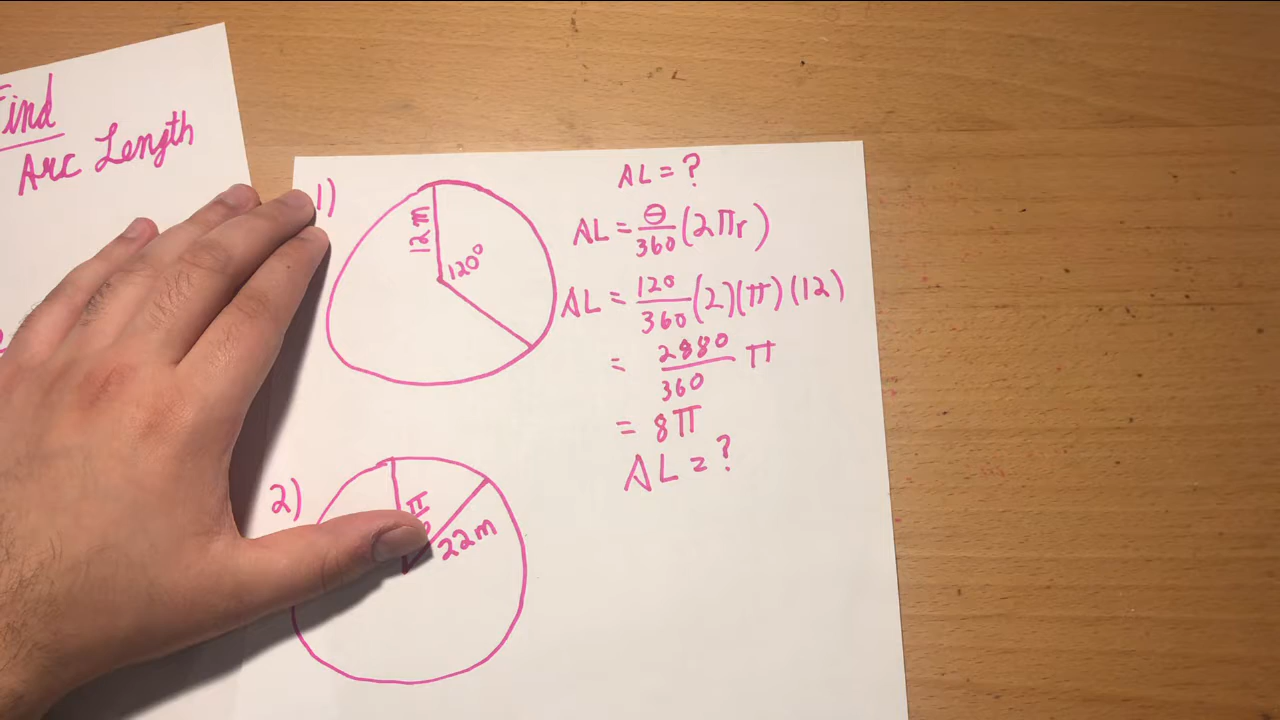 Find
Arc Length
1)
12 m
120°
AL = ?
AL = θ/360 (2πr)
AL = 120/360 (2)(π)(12)
= 2880/360 π
= 8π
AL = ?
2)
π
22m